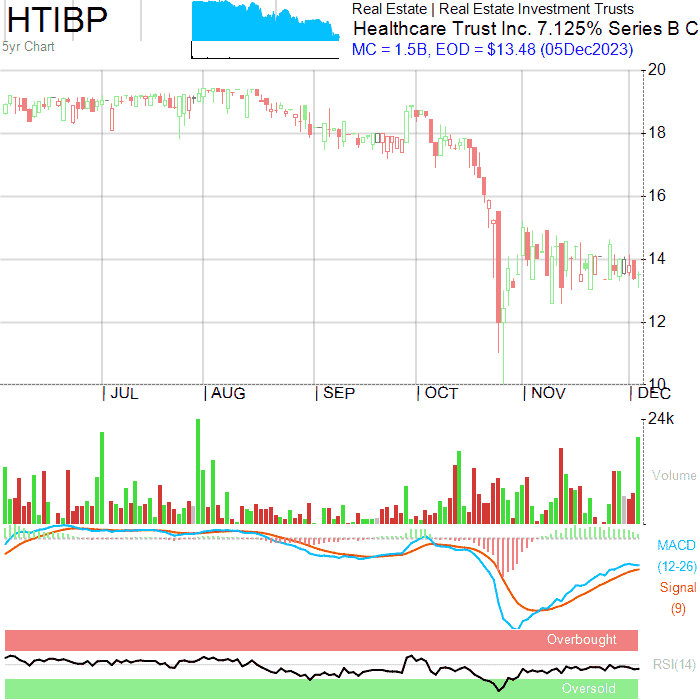 HTIBP
Real Estate | Real Estate Investment Trusts
Healthcare Trust Inc. 7.125% Series B C
5yr Chart
MC = 1.5B, EOD = $13.48 (05Dec2023)
20
18
16
14
12
10
JUL AUG SEP OCT NOV DEC
24k
Volume
MACD
(12-26)
Signal
(9)
Overbought
RSI(14)
Oversold